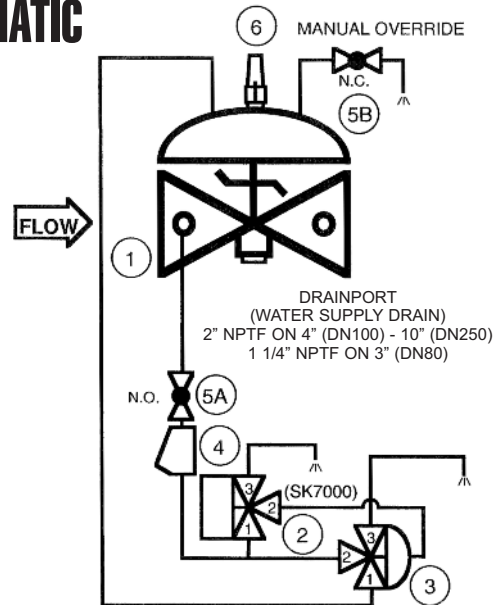 MATIC
6 MANUAL OVERRIDE
N.C.
5B
FLOW
1
DRAINPORT
(WATER SUPPLY DRAIN)
2" NPTF ON 4" (DN100) - 10" (DN250)
1 1/4" NPTF ON 3" (DN80)
N.O. 5A
4
3
(SK7000)
2
1
2
3
2
1
3